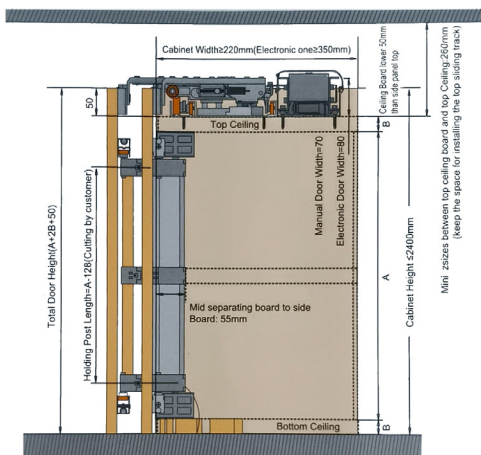 Cabinet Width≥220mm(Electronic one≥350mm)
Ceiling Board lower 50mm
than side panel top
Mini. zsizes between top ceiling board and top Ceiling:260mm
(keep the space for installing the top sliding track)
50
Top Ceiling
B
Manual Door Width=70
Electronic Door Width=80
Total Door Height(A+2B+50)
Holding Post Length=A-128(Cutting by customer)
A
Cabinet Height ≤2400mm
Mid separating board to side
Board: 55mm
Bottom Ceiling
B